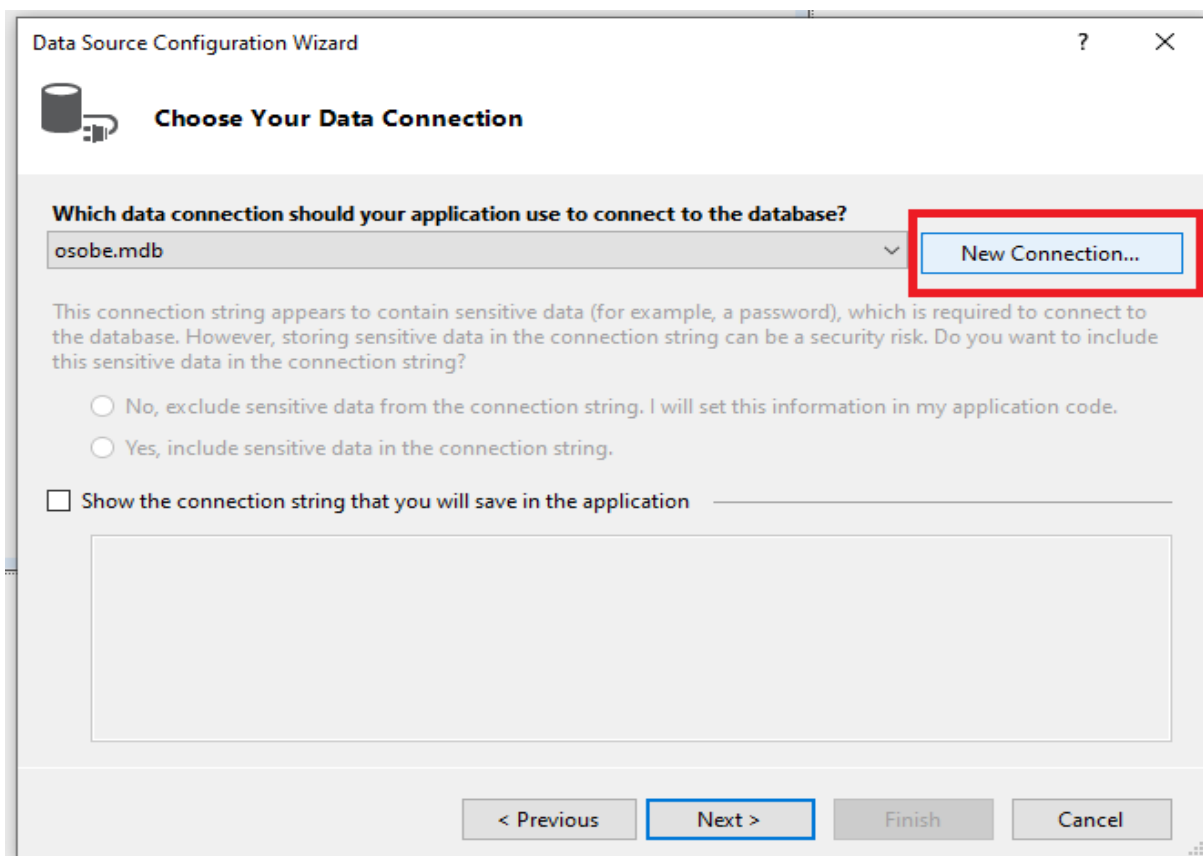 Data Source Configuration Wizard
?
Choose Your Data Connection
Which data connection should your application use to connect to the database?
osobe.mdb
New Connection...
This connection string appears to contain sensitive data (for example, a password), which is required to connect to
the database. However, storing sensitive data in the connection string can be a security risk. Do you want to include
this sensitive data in the connection string?
No, exclude sensitive data from the connection string. I will set this information in my application code.
Yes, include sensitive data in the connection string.
Show the connection string that you will save in the application
< Previous
Next >
Finish
Cancel